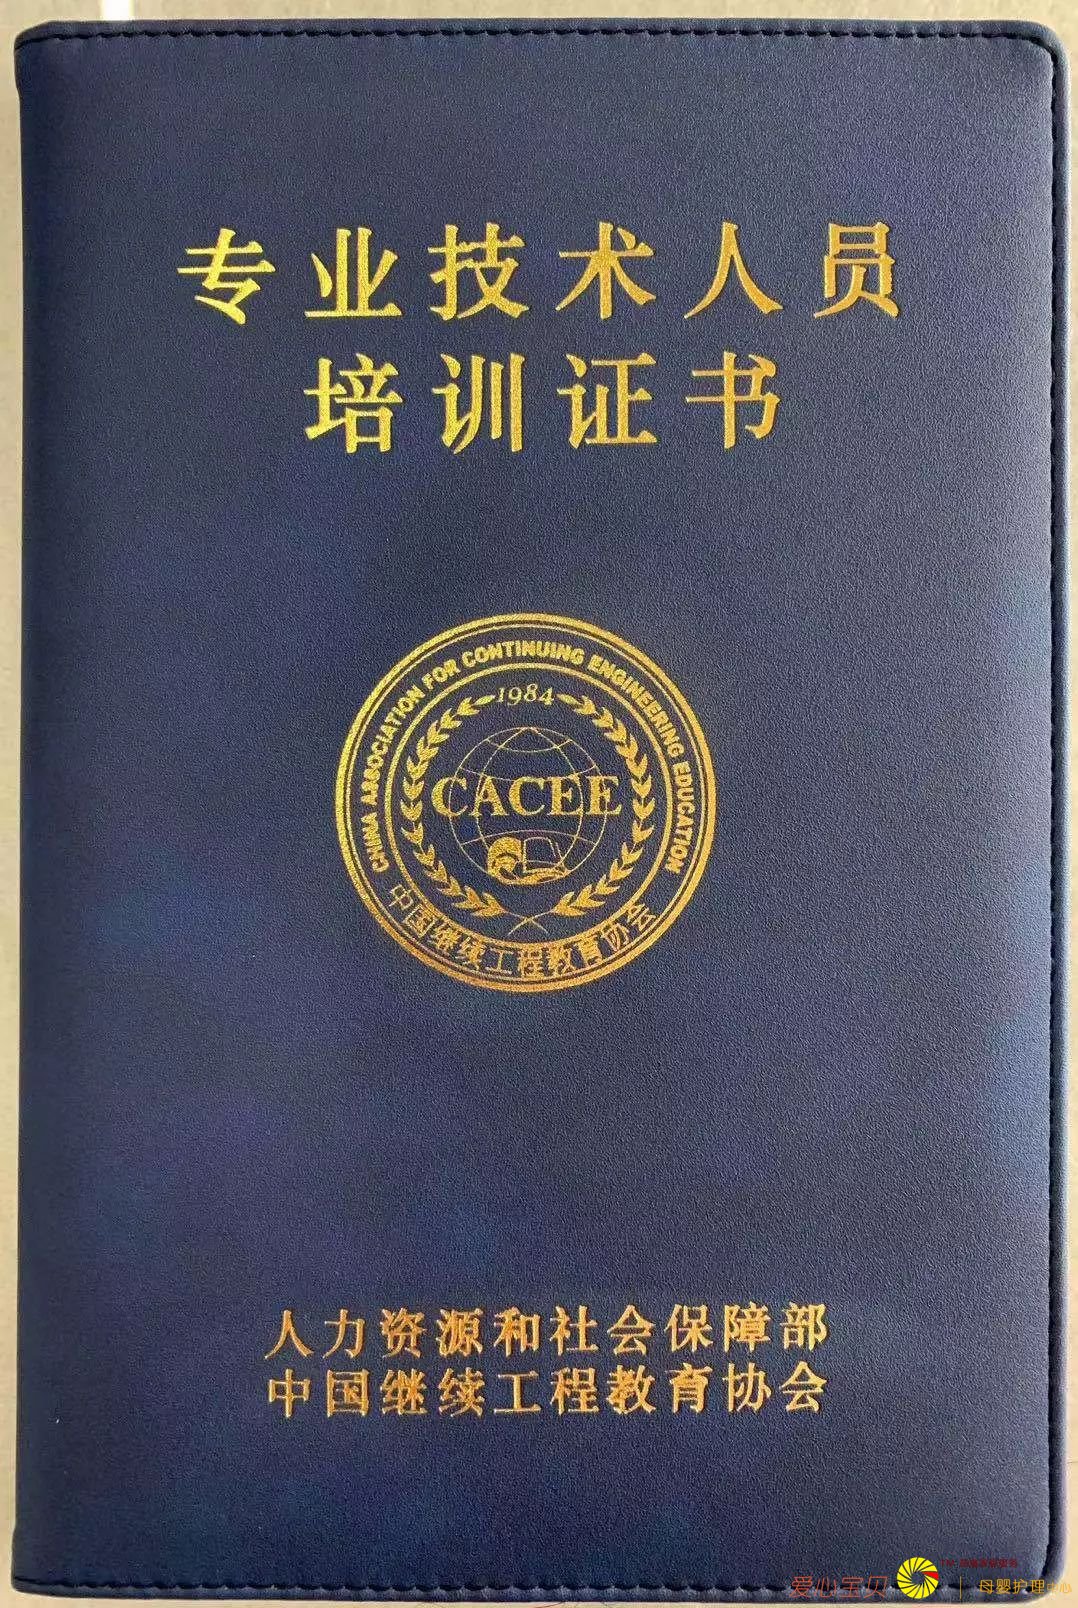 专业技术人员
培训证书
CHINA ASSOCIATION FOR CONTINUING ENGINEERING EDUCATION
1984
CACEE
中国继续工程教育协会
人力资源和社会保障部
中国继续工程教育协会
爱心宝贝
母婴护理中心